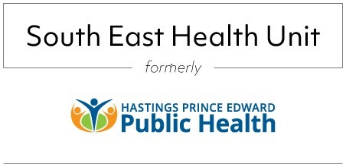 South East Health Unit
formerly
HASTINGS PRINCE EDWARD
Public Health